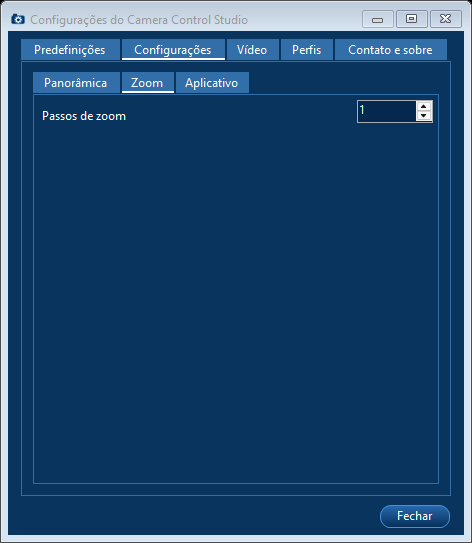 Configurações do Camera Control Studio
Predefinições Configurações Vídeo Perfis Contato e sobre
Panorâmica Zoom Aplicativo
Passos de zoom 1
Fechar